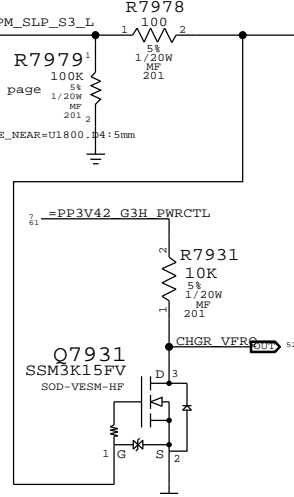 R7978
PM_SLP_S3_L
1 100 2
5%
1/20W
MF
201
R7979 1
100K
page 5%
1/20W
MF
201 2
E_NEAR=U1800.D4:5mm
7
61 =PP3V42_G3H_PWRCTL
2
R7931
10K
5%
1/20W
MF
1 201
CHGR_VFRQ OUT 52
Q7931
SSM3K15FV
SOD-VESM-HF
D 3
1 G S 2